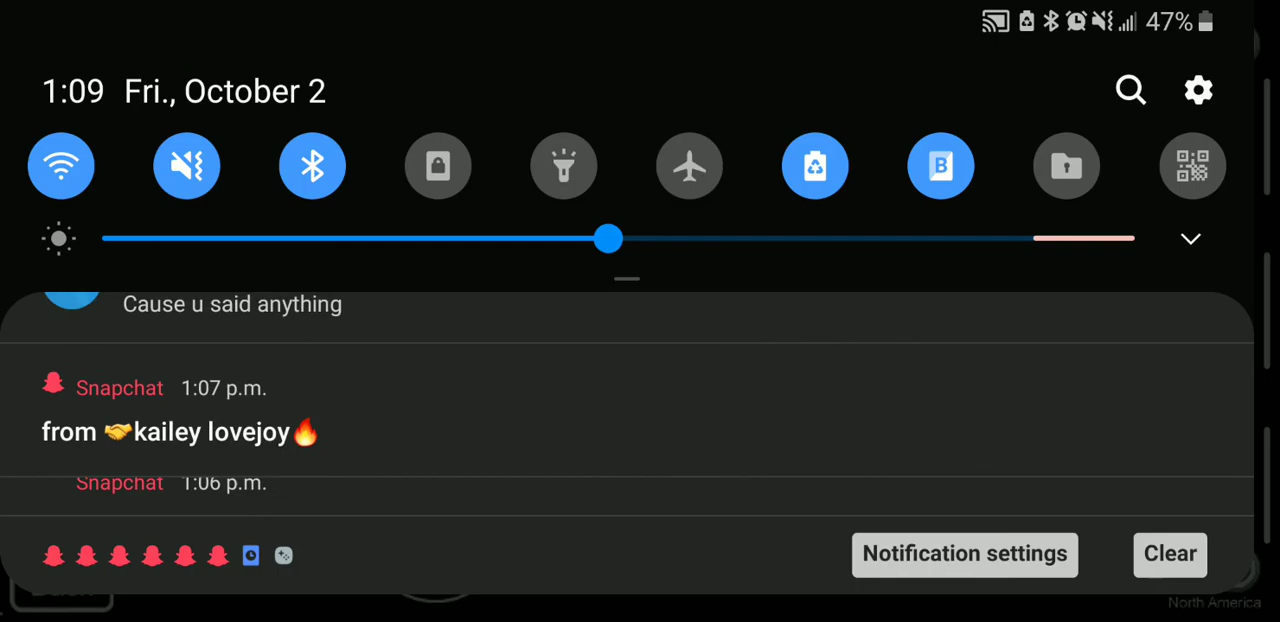 47%
1:09 Fri., October 2
B
Cause u said anything
Snapchat 1:07 p.m.
from 🤝kailey lovejoy🔥
Snapchat 1:06 p.m.
Notification settings Clear
North America